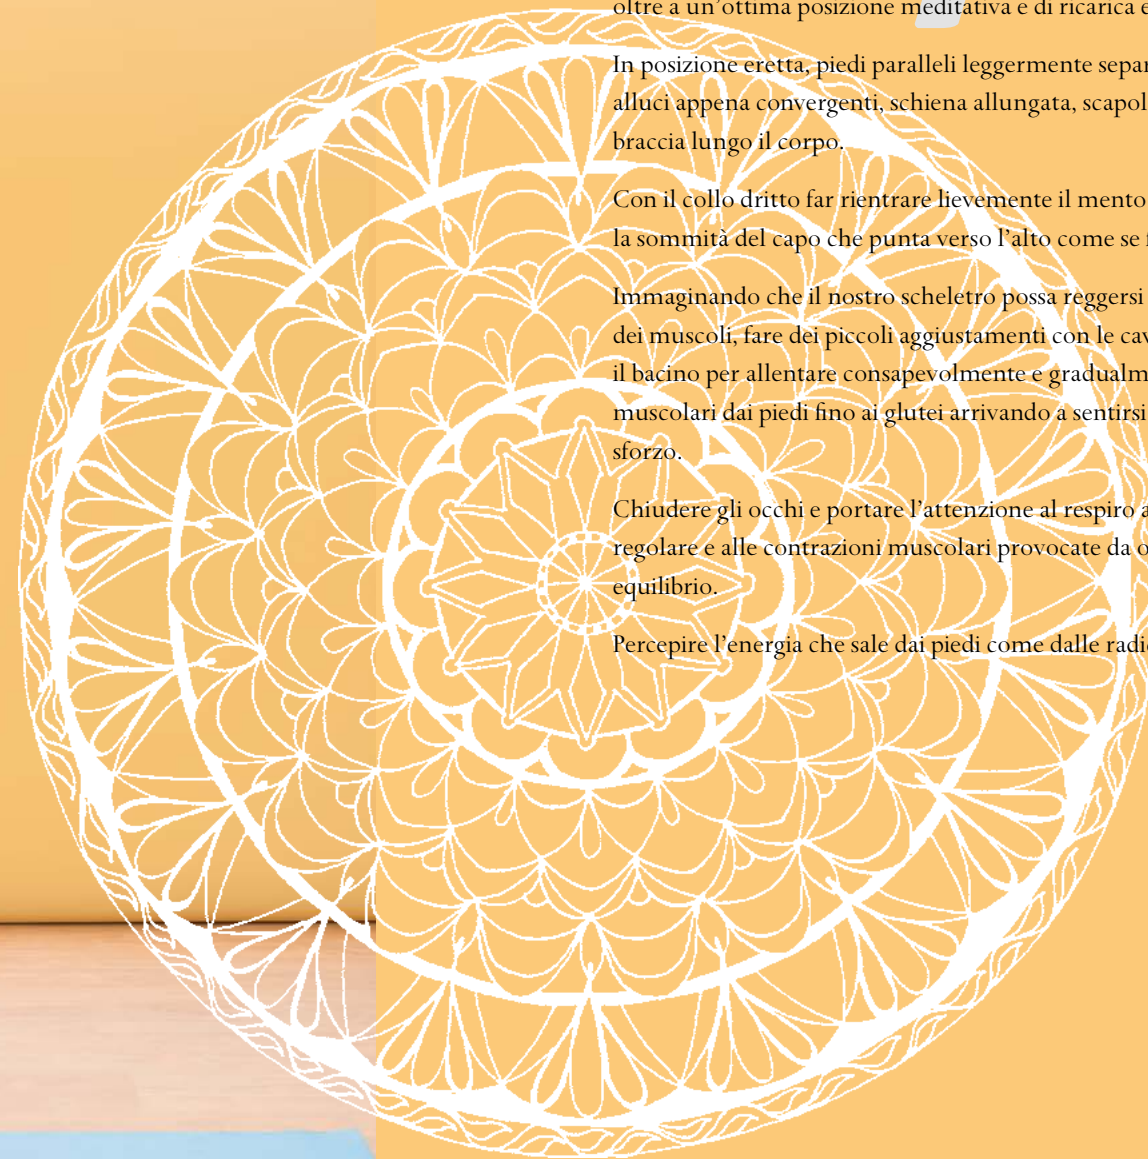 oltre a un’ottima posizione meditativa e di ricarica e
In posizione eretta, piedi paralleli leggermente separ
alluci appena convergenti, schiena allungata, scapol
braccia lungo il corpo.
Con il collo dritto far rientrare lievemente il mento
la sommità del capo che punta verso l’alto come se
Immaginando che il nostro scheletro possa reggersi
dei muscoli, fare dei piccoli aggiustamenti con le cav
il bacino per allentare consapevolmente e gradualm
muscolari dai piedi fino ai glutei arrivando a sentirsi
sforzo.
Chiudere gli occhi e portare l’attenzione al respiro a
regolare e alle contrazioni muscolari provocate da o
equilibrio.
Percepire l’energia che sale dai piedi come dalle radi